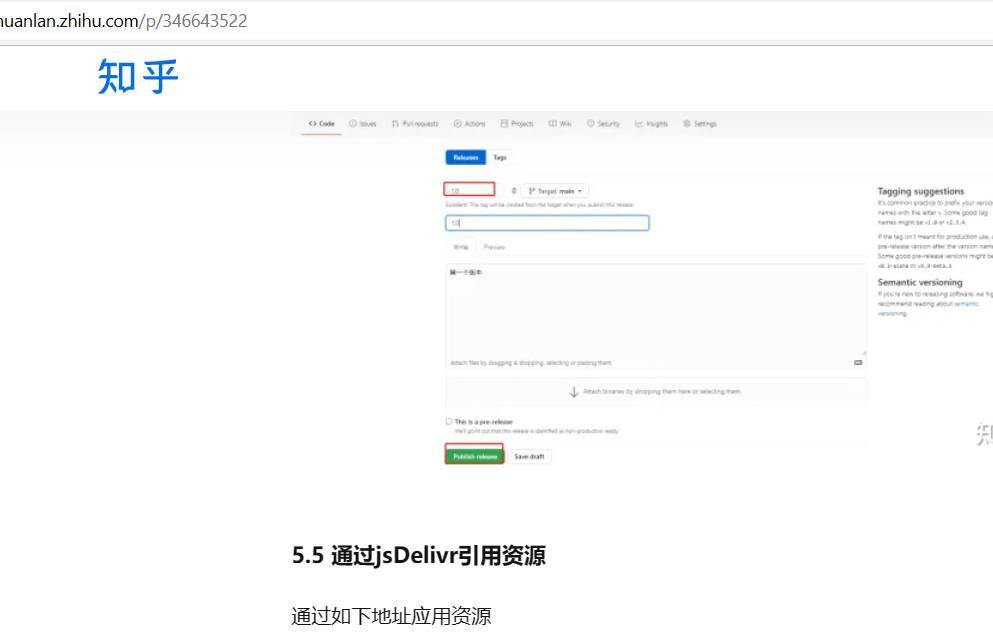 huanlan.zhihu.com/p/346643522
知乎
Code Issues Pull requests Actions Projects Wiki Security Insights Settings
Releases Tags
1.0 @ Target: main
Excellent! This tag will be created from the target when you publish this release.
1.0
Write Preview
第一个版本
Attach files by dragging & dropping, selecting or pasting them.
Attach binaries by dropping them here or selecting them.
This is a pre-release
We'll point out that this release is identified as non-production ready.
Publish release Save draft
Tagging suggestions
It's common practice to prefix your version
names with the letter v. Some good tag
names might be v1.0 or v2.3.4.
If the tag isn't meant for production use, a
pre-release version after the version name
Some good pre-release versions might be
v0.2-alpha or v5.9-beta.3.
Semantic versioning
If you're new to releasing software, we hig
recommend reading about semantic
versioning.
知
5.5 通过jsDelivr引用资源
通过如下地址应用资源